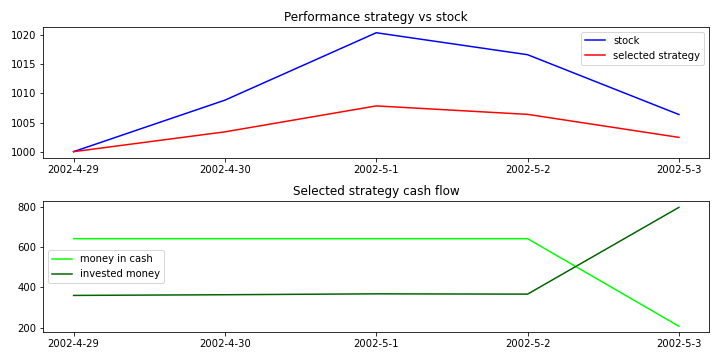 Performance strategy vs stock
1020
1015
1010
1005
1000
stock
selected strategy
2002-4-29 2002-4-30 2002-5-1 2002-5-2 2002-5-3
Selected strategy cash flow
800
600
400
200
money in cash
invested money
2002-4-29 2002-4-30 2002-5-1 2002-5-2 2002-5-3